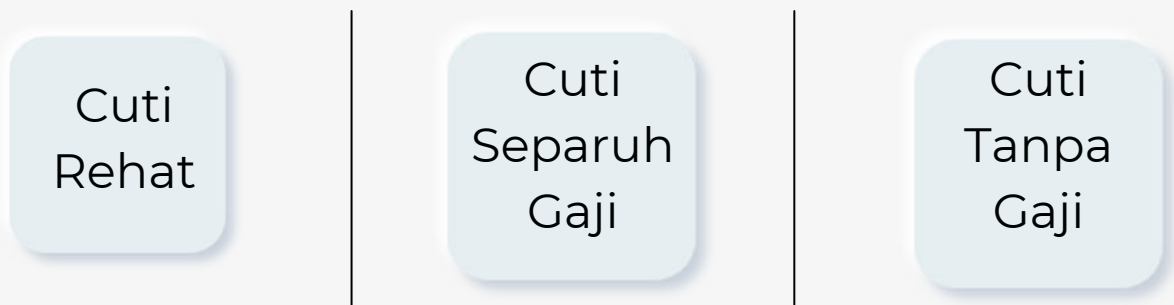 Cuti
Rehat
Cuti
Separuh
Gaji
Cuti
Tanpa
Gaji